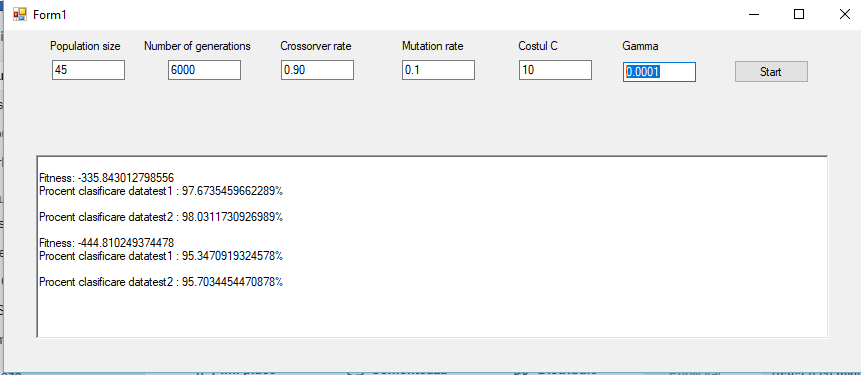 Form1
Population size Number of generations Crossorver rate Mutation rate Costul C Gamma
45 6000 0.90 0.1 10 0.0001 Start
Fitness: -335.843012798556
Procent clasificare datatest1 : 97.6735459662289%
Procent clasificare datatest2 : 98.0311730926989%
Fitness: -444.810249374478
Procent clasificare datatest1 : 95.3470919324578%
Procent clasificare datatest2 : 95.7034454470878%